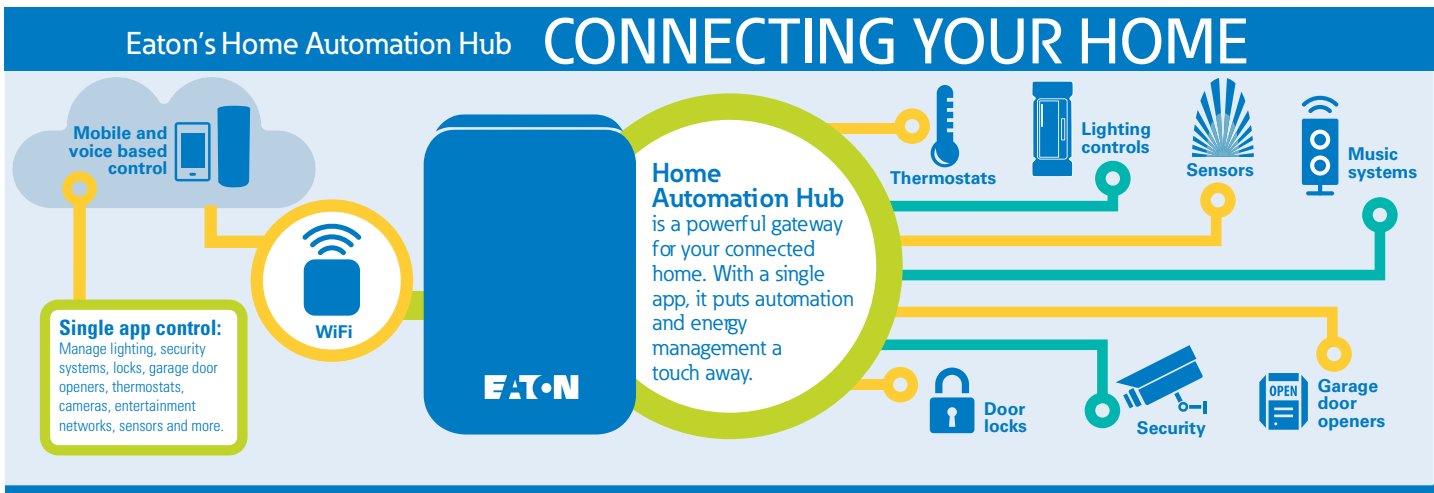 Eaton's Home Automation Hub CONNECTING YOUR HOME
Mobile and
voice based
control
WiFi
Single app control:
Manage lighting, security
systems, locks, garage door
openers, thermostats,
cameras, entertainment
networks, sensors and more.
EATON
Home
Automation Hub
is a powerful gateway
for your connected
home. With a single
app, it puts automation
and energy
management a
touch away.
Thermostats
Lighting
controls
Sensors
Music
systems
Door
locks
Security
OPEN
Garage
door
openers